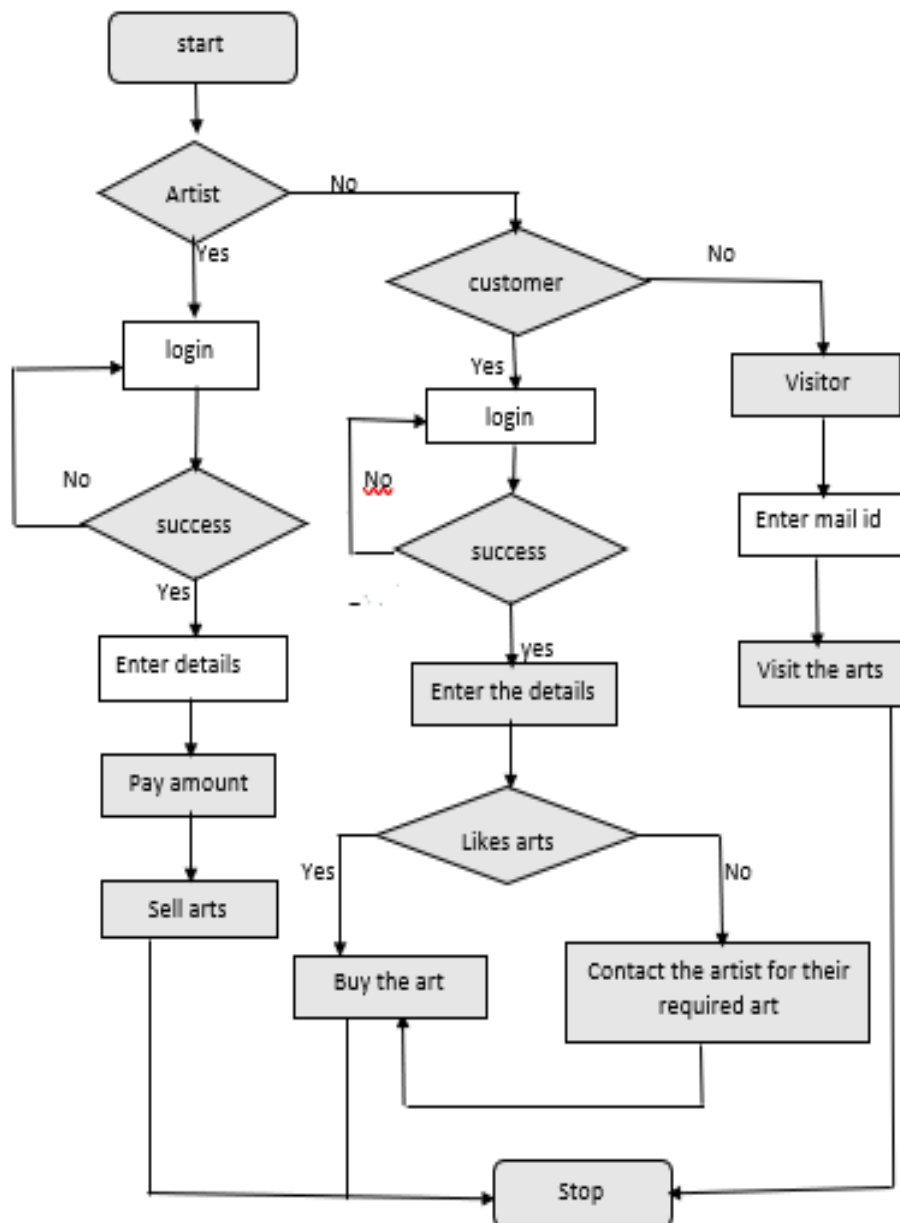 start
Artist
No
Yes
customer
No
login
Yes
Visitor
login
No
No
success
success
Enter mail id
Yes
Enter details
yes
Enter the details
Visit the arts
Pay amount
Likes arts
Yes
No
Sell arts
Buy the art
Contact the artist for their
required art
Stop